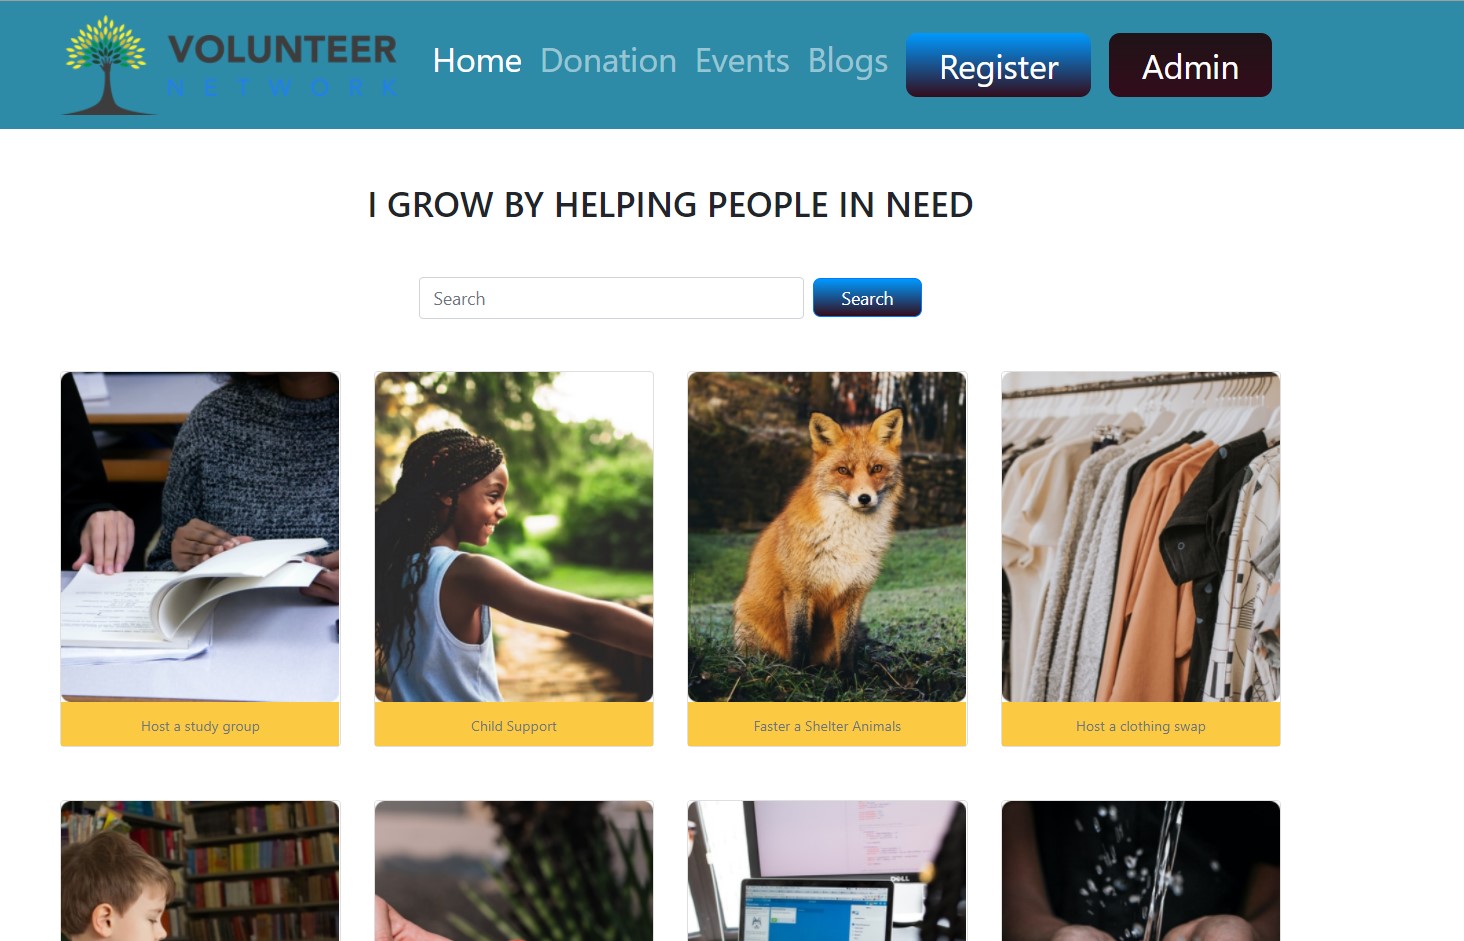 VOLUNTEER
NETWORK
Home Donation Events Blogs Register Admin
I GROW BY HELPING PEOPLE IN NEED
Search Search
Host a study group
Child Support
Faster a Shelter Animals
Host a clothing swap
DELL